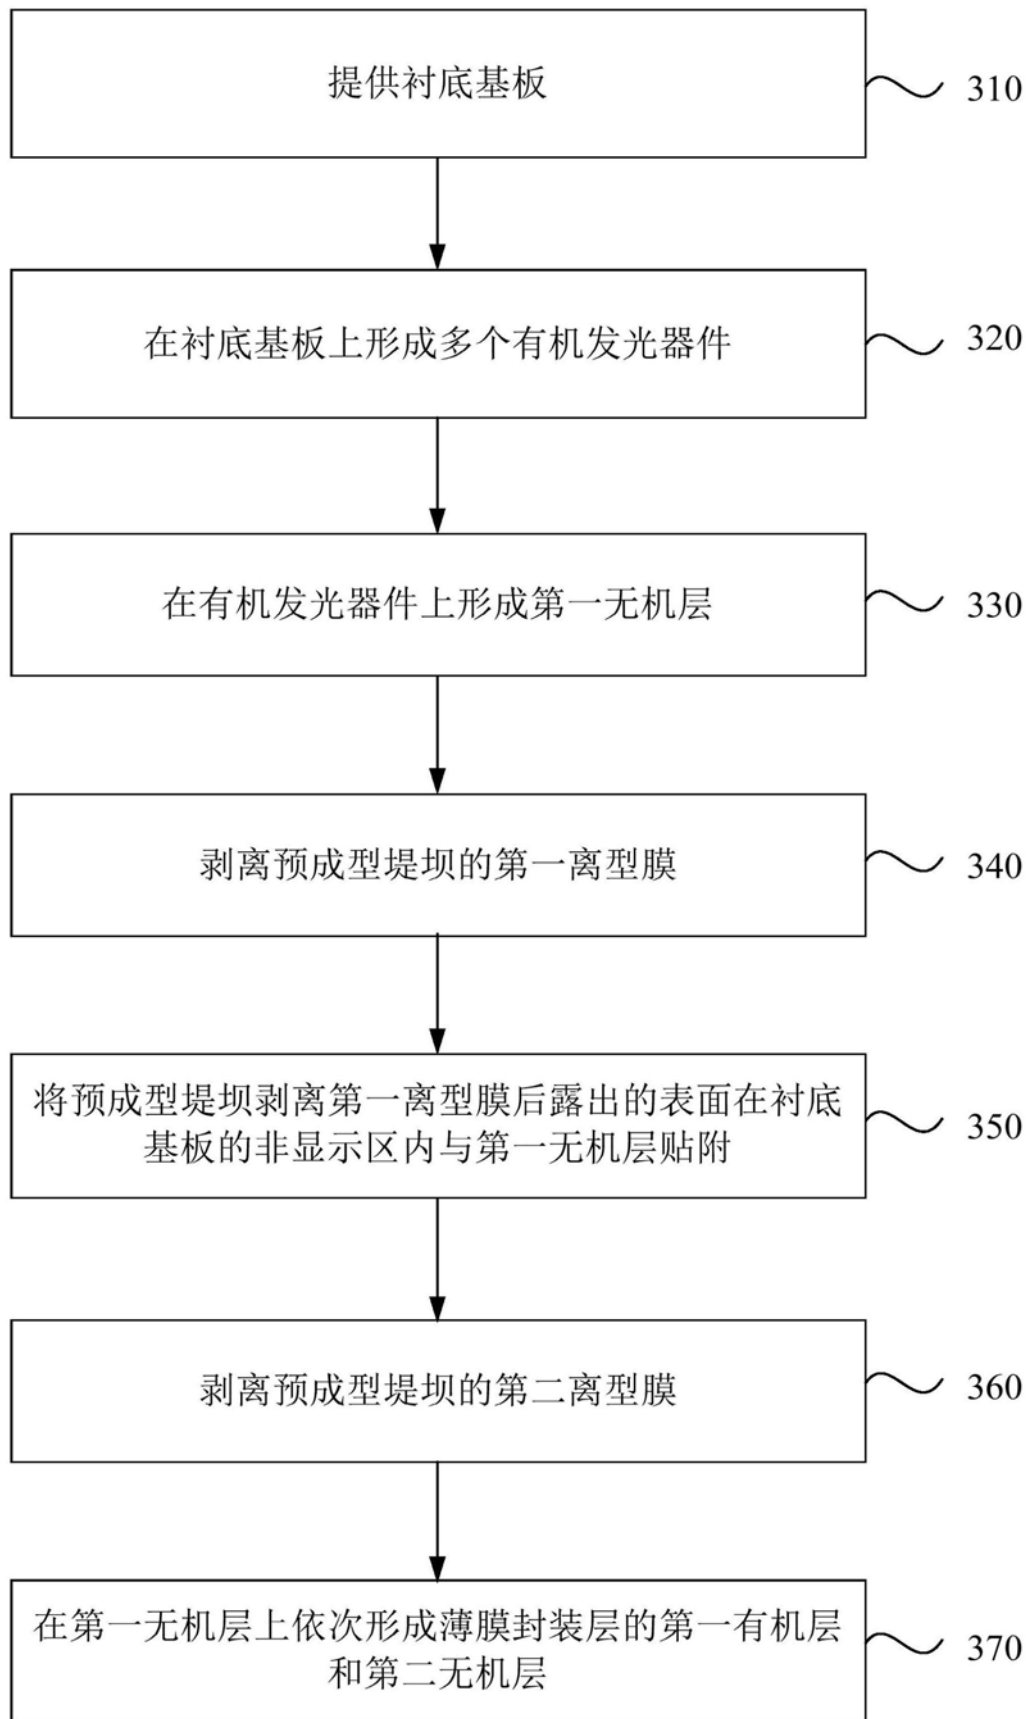 提供衬底基板
310
在衬底基板上形成多个有机发光器件
320
在有机发光器件上形成第一无机层
330
剥离预成型堤坝的第一离型膜
340
将预成型堤坝剥离第一离型膜后露出的表面在衬底
基板的非显示区内与第一无机层贴附
350
剥离预成型堤坝的第二离型膜
360
在第一无机层上依次形成薄膜封装层的第一有机层
和第二无机层
370